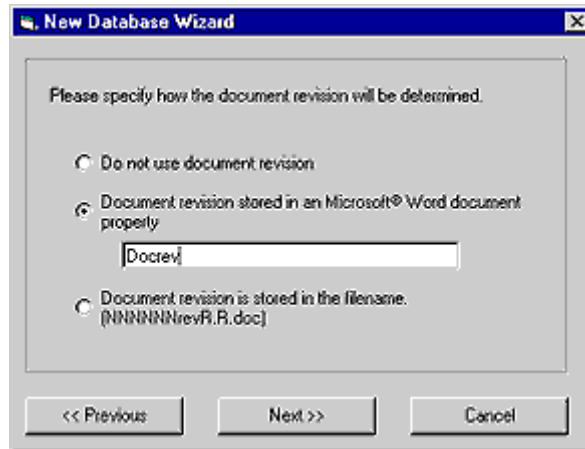 New Database Wizard
Please specify how the document revision will be determined.
Do not use document revision
Document revision stored in an Microsoft® Word document
property
Docrev
Document revision is stored in the filename.
(NNNNNNrevR.R.doc)
<< Previous
Next >>
Cancel